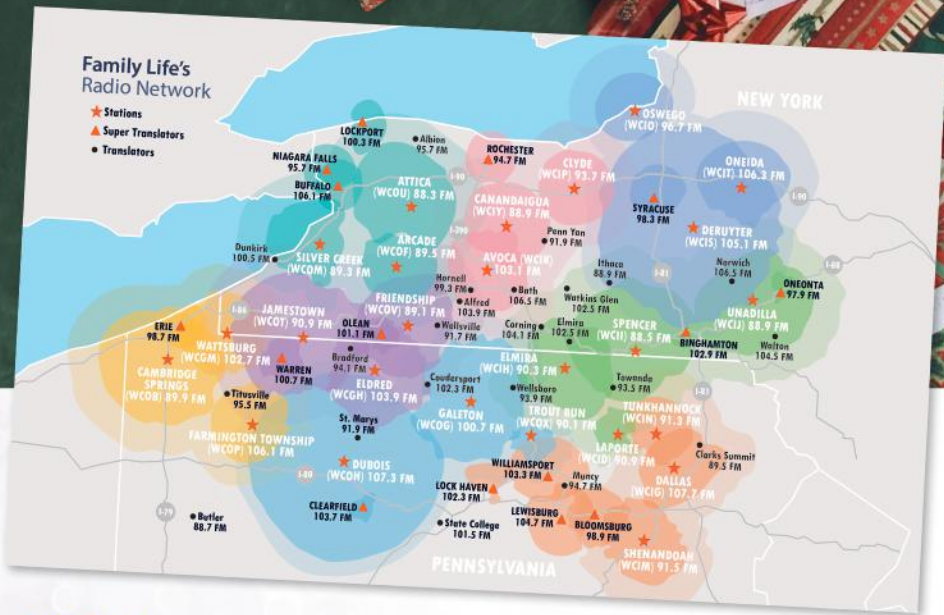 Family Life's
Radio Network
Stations
Super Translators
Translators
NEW YORK
OSWEGO
(WCIO) 96.7 FM
LOCKPORT
100.3 FM
Albion
95.7 FM
ROCHESTER
94.7 FM
CLYDE
(WCIP) 93.7 FM
ONEIDA
(WCIT) 106.3 FM
NIAGARA FALLS
95.7 FM
BUFFALO
106.1 FM
I-90
ATTICA
(WCOU) 88.3 FM
CANANDAIGUA
(WCIY) 88.9 FM
SYRACUSE
98.3 FM
I-90
I-390
Penn Yan
91.9 FM
DERUYTER
(WCIS) 105.1 FM
Dunkirk
100.5 FM
SILVER CREEK
(WCOM) 89.3 FM
ARCADE
(WCOF) 89.5 FM
AVOCA (WCIK)
103.1 FM
Ithaca
88.9 FM
I-81
Norwich
106.5 FM
I-88
Hornell
99.3 FM
Bath
106.5 FM
Watkins Glen
102.5 FM
ONEONTA
97.9 FM
UNADILLA
(WCIJ) 88.9 FM
I-86
JAMESTOWN
(WCOT) 90.9 FM
FRIENDSHIP
(WCOV) 89.1 FM
Alfred
103.9 FM
ERIE
98.7 FM
WATTSBURG
(WCGM) 102.7 FM
OLEAN
101.1 FM
Wellsville
91.7 FM
Corning
104.1 FM
Elmira
102.5 FM
SPENCER
(WCII) 88.5 FM
BINGHAMTON
102.9 FM
Walton
104.5 FM
CAMBRIDGE
SPRINGS
(WCOB) 89.9 FM
WARREN
100.7 FM
Bradford
94.1 FM
ELDRED
(WCGH) 103.9 FM
Coudersport
102.3 FM
ELMIRA
(WCIH) 90.3 FM
Wellsboro
93.9 FM
Towanda
93.5 FM
I-81
Titusville
95.5 FM
St. Marys
91.9 FM
GALETON
(WCOG) 100.7 FM
TROUT RUN
(WCOX) 90.1 FM
TUNKHANNOCK
(WCIN) 91.3 FM
FARMINGTON TOWNSHIP
(WCOP) 106.1 FM
LAPORTE
(WCID) 90.9 FM
Clarks Summit
89.5 FM
I-80
DUBOIS
(WCOH) 107.3 FM
WILLIAMSPORT
103.3 FM
Muncy
94.7 FM
DALLAS
(WCIG) 107.7 FM
LOCK HAVEN
102.3 FM
I-79
Butler
88.7 FM
CLEARFIELD
103.7 FM
State College
101.5 FM
LEWISBURG
104.7 FM
BLOOMSBURG
98.9 FM
SHENANDOAH
(WCIM) 91.5 FM
PENNSYLVANIA